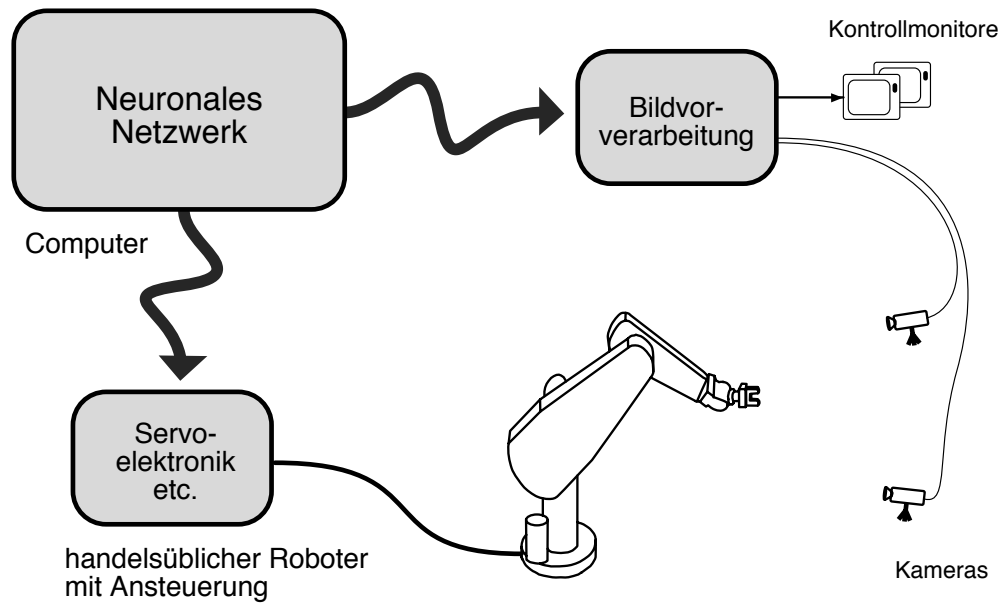 Kontrollmonitore
Neuronales
Netzwerk
Bildvor-
verarbeitung
Computer
Servo-
elektronik
etc.
handelsüblicher Roboter
mit Ansteuerung
Kameras